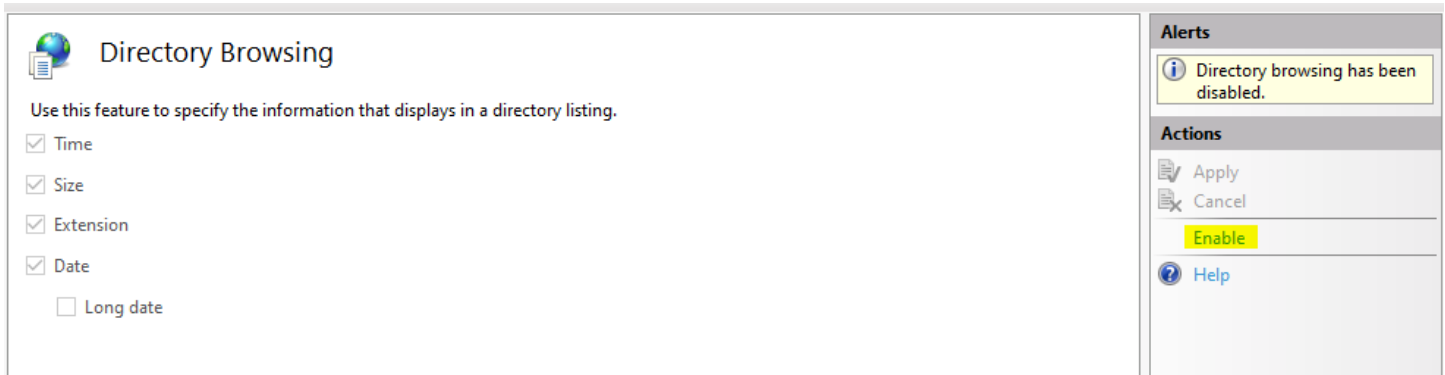 Directory Browsing
Use this feature to specify the information that displays in a directory listing.
Time
Size
Extension
Date
Long date
Alerts
Directory browsing has been
disabled.
Actions
Apply
Cancel
Enable
Help